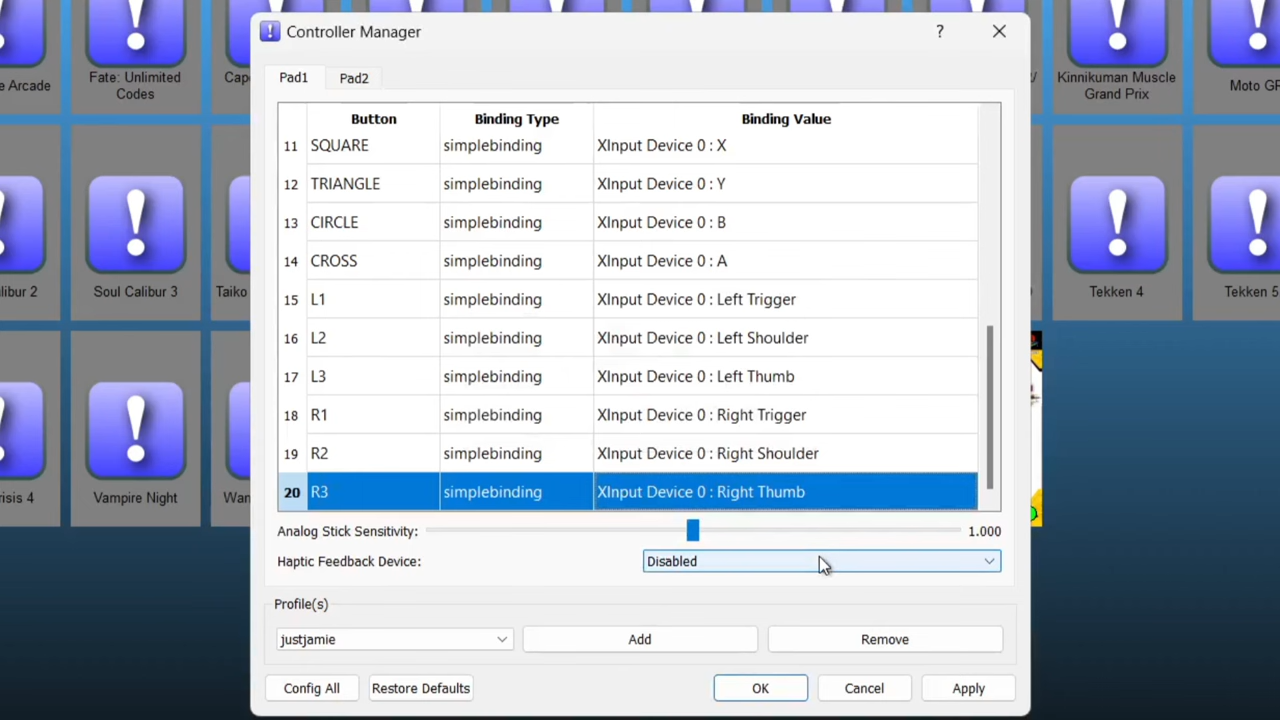 Controller Manager
?
e Arcade
Fate: Unlimited
Codes
Cap
Kinnikuman Muscle
Grand Prix
Moto GP
Pad1
Pad2
Button
Binding Type
Binding Value
11 SQUARE simplebinding XInput Device 0 : X
12 TRIANGLE simplebinding XInput Device 0 : Y
13 CIRCLE simplebinding XInput Device 0 : B
14 CROSS simplebinding XInput Device 0 : A
15 L1 simplebinding XInput Device 0 : Left Trigger
16 L2 simplebinding XInput Device 0 : Left Shoulder
17 L3 simplebinding XInput Device 0 : Left Thumb
18 R1 simplebinding XInput Device 0 : Right Trigger
19 R2 simplebinding XInput Device 0 : Right Shoulder
20 R3 simplebinding XInput Device 0 : Right Thumb
libur 2
Soul Calibur 3
Taiko
Tekken 4
Tekken 5
risis 4
Vampire Night
Wan
Analog Stick Sensitivity: 1.000
Haptic Feedback Device: Disabled
Profile(s)
justjamie
Add
Remove
Config All
Restore Defaults
OK
Cancel
Apply